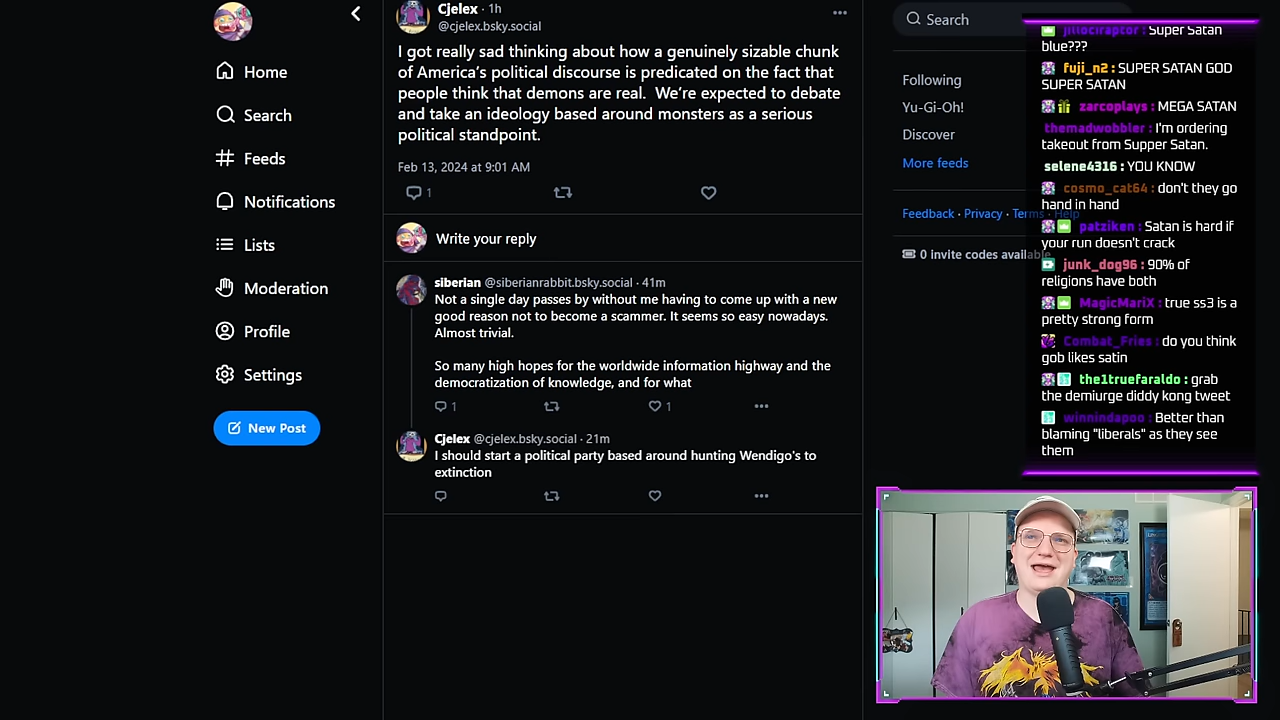 Home
Search
Feeds
Notifications
Lists
Moderation
Profile
Settings
New Post
Cjelex · 1h
@cjelex.bsky.social
I got really sad thinking about how a genuinely sizable chunk
of America’s political discourse is predicated on the fact that
people think that demons are real. We’re expected to debate
and take an ideology based around monsters as a serious
political standpoint.
Feb 13, 2024 at 9:01 AM
1
Write your reply
siberian @siberianrabbit.bsky.social · 41m
Not a single day passes by without me having to come up with a new
good reason not to become a scammer. It seems so easy nowadays.
Almost trivial.
So many high hopes for the worldwide information highway and the
democratization of knowledge, and for what
1 1
Cjelex @cjelex.bsky.social · 21m
I should start a political party based around hunting Wendigo's to
extinction
Search
Following
Yu-Gi-Oh!
Discover
More feeds
Feedback · Privacy · Terms · Help
0 invite codes available
jillociraptor : Super Satan
blue???
fuji_n2 : SUPER SATAN GOD
SUPER SATAN
zarcoplays : MEGA SATAN
themadwobbler : I'm ordering
takeout from Supper Satan.
selene4316 : YOU KNOW
cosmo_cat64 : don't they go
hand in hand
patziken : Satan is hard if
your run doesn't crack
junk_dog96 : 90% of
religions have both
MagicMariX : true ss3 is a
pretty strong form
Combat_Fries : do you think
gob likes satin
the1truefaraldo : grab
the demiurge diddy kong tweet
winnindapoo : Better than
blaming "liberals" as they see
them